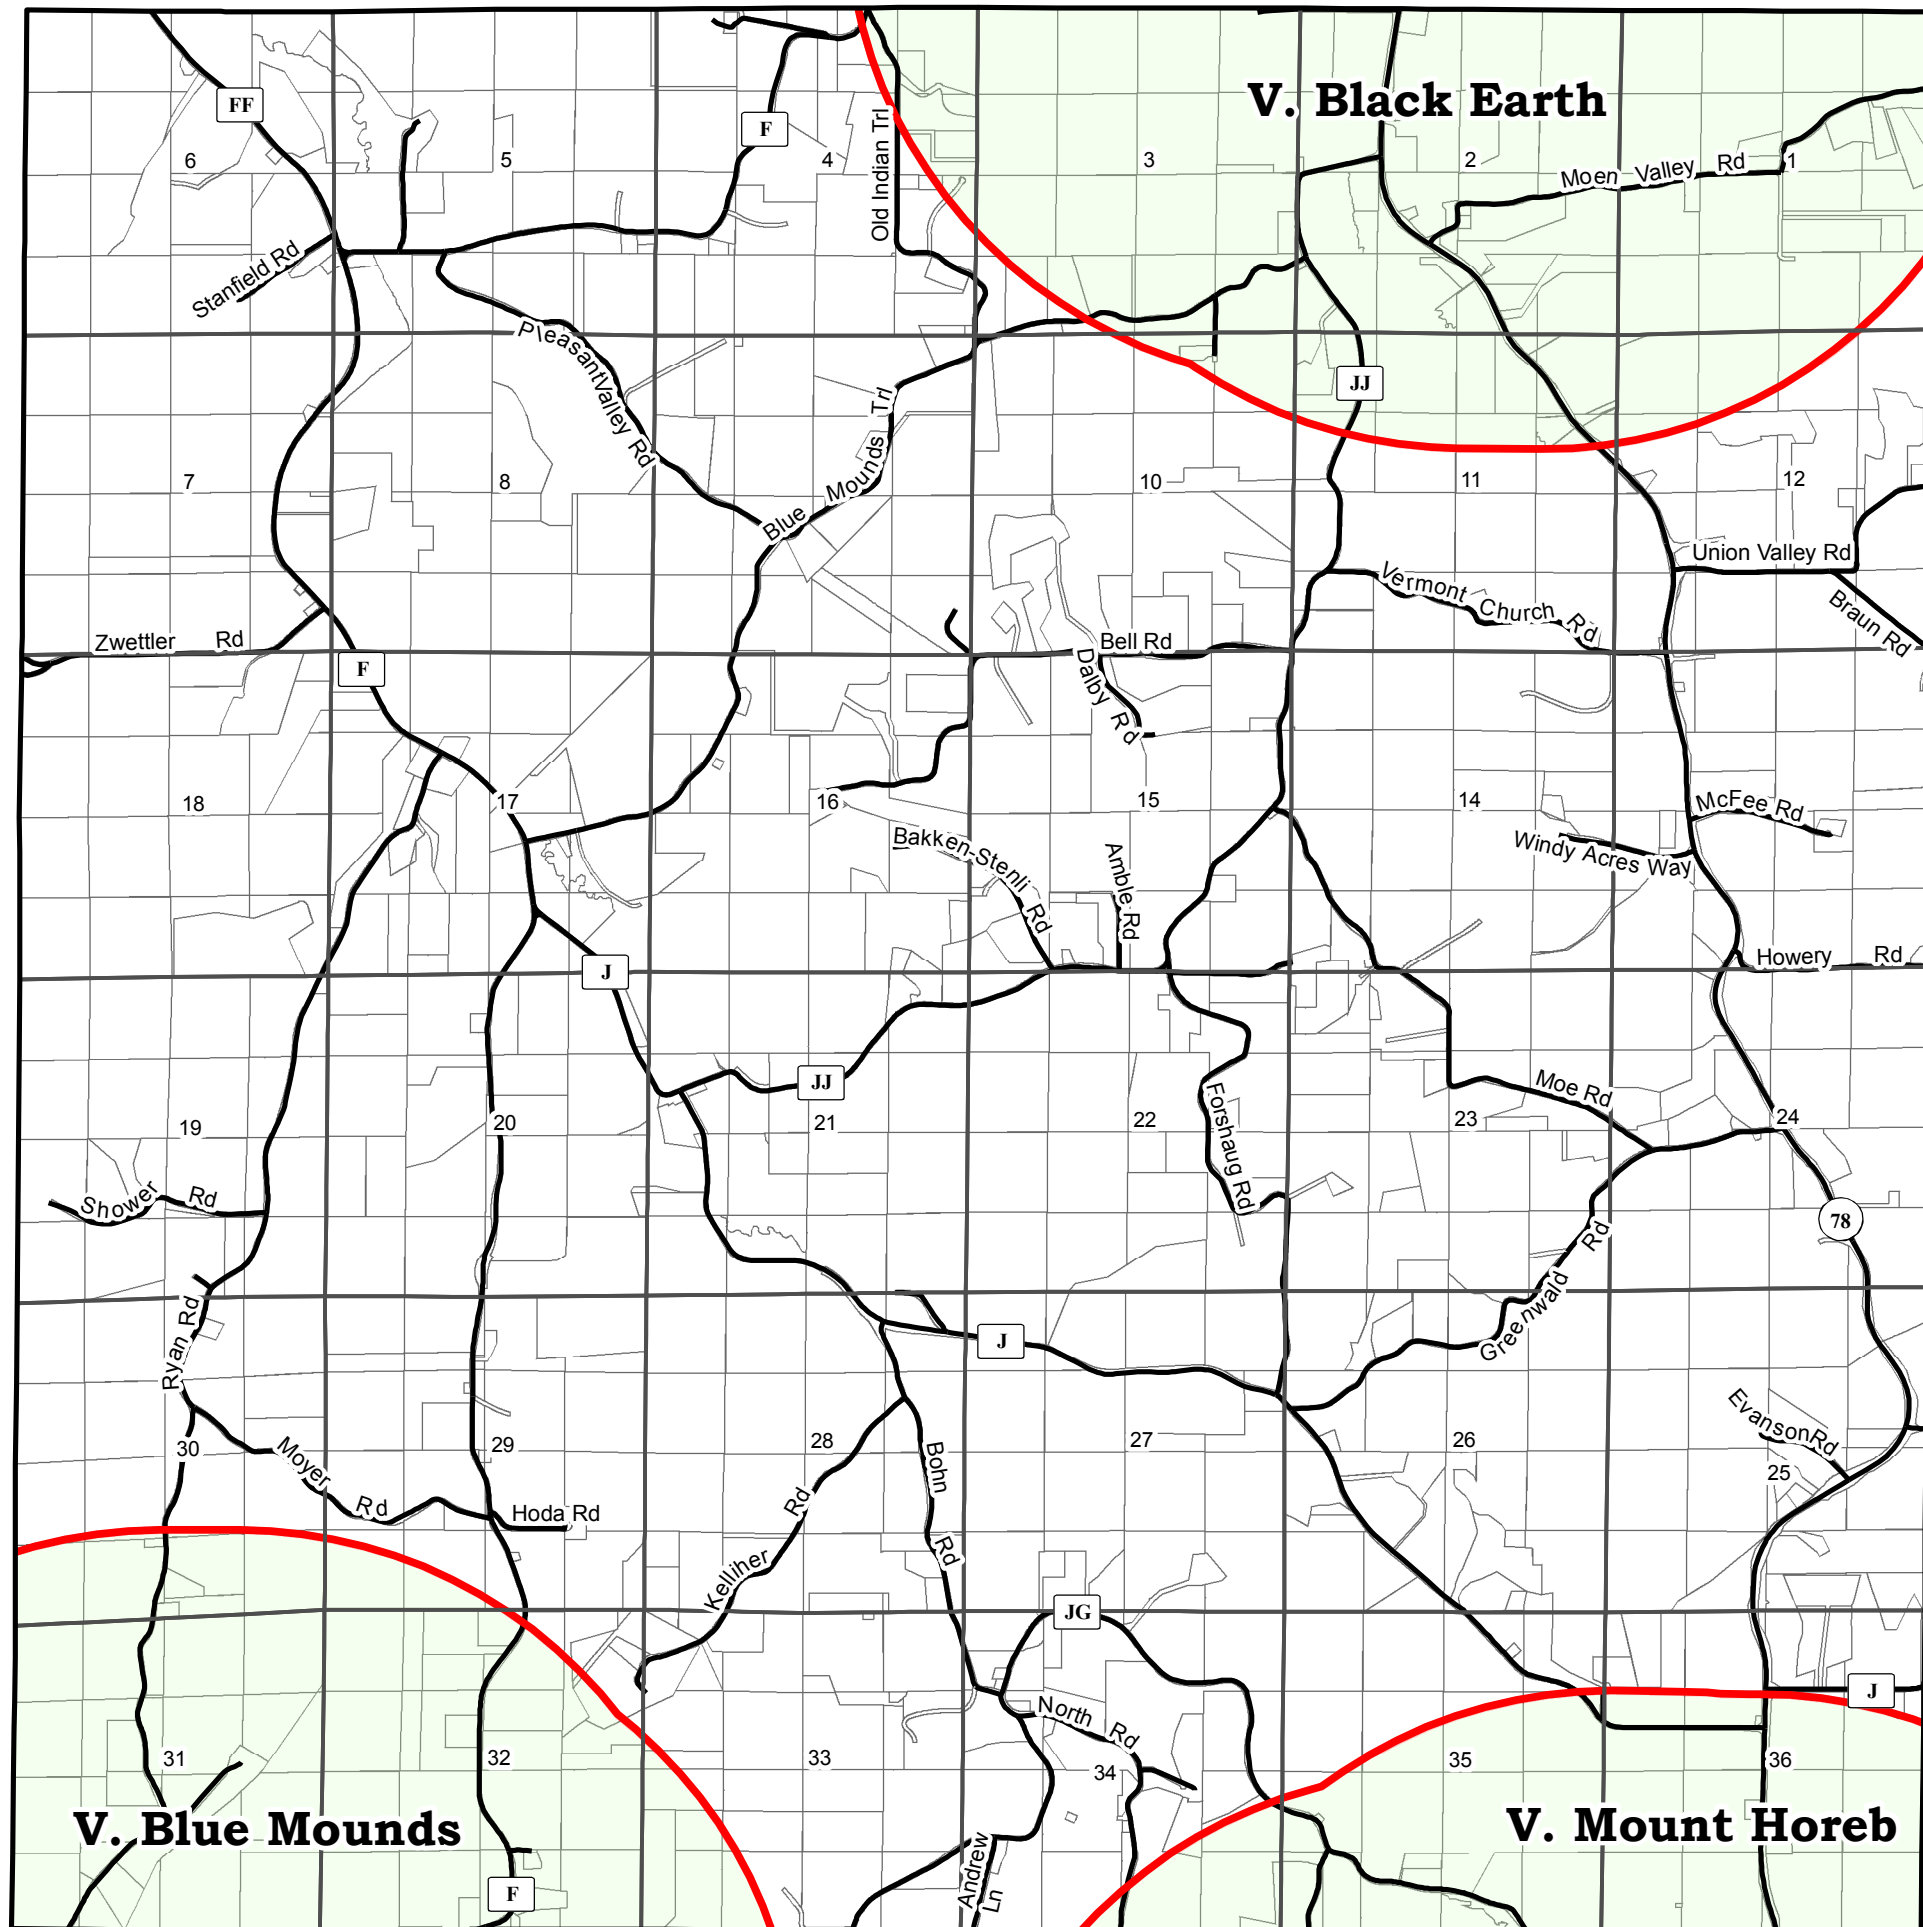 FF
V. Black Earth
F
6
5
4
3
2
1
Old Indian Trl
Moen Valley Rd
Stanfield Rd
Pleasant Valley Rd
JJ
Blue Mounds Trl
7
8
10
11
12
Union Valley Rd
Vermont Church Rd
Braun Rd
Zwettler Rd
Bell Rd
F
Dalby Rd
18
17
16
15
14
McFee Rd
Windy Acres Way
Bakken-Stenli Rd
Amble Rd
Howery Rd
J
JJ
Moe Rd
19
20
21
22
23
24
Forshaug Rd
Shower Rd
78
Greenwald Rd
Ryan Rd
J
Evanson Rd
30
29
28
27
26
25
Moyer Rd
Hoda Rd
Bohn Rd
Kelliher Rd
JG
North Rd
J
31
32
33
34
35
36
V. Blue Mounds
V. Mount Horeb
Andrew Ln
F